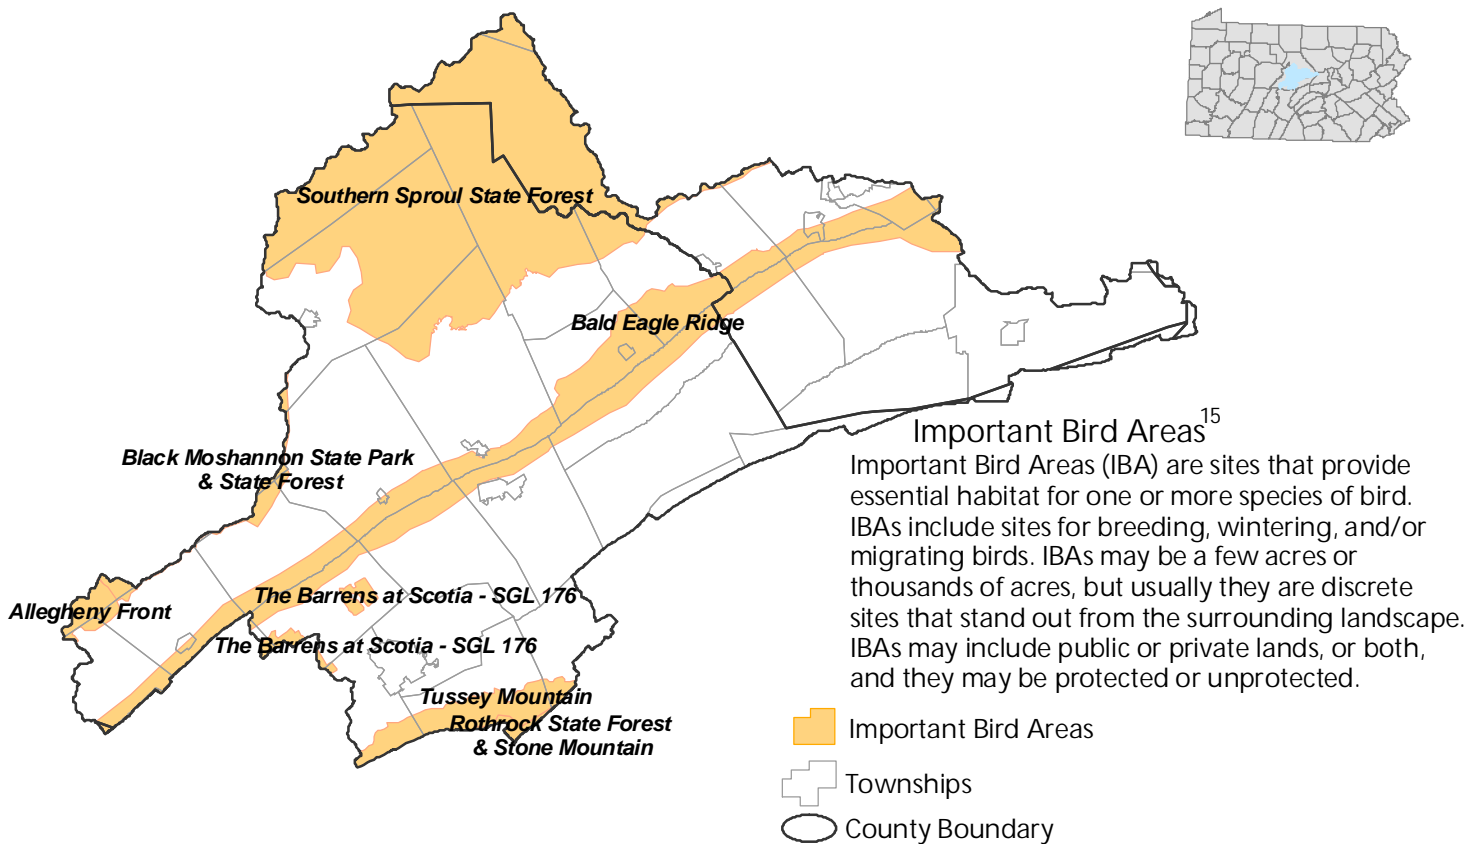 Southern Sproul State Forest
Bald Eagle Ridge
Black Moshannon State Park
& State Forest
Allegheny Front
The Barrens at Scotia - SGL 176
The Barrens at Scotia - SGL 176
Tussey Mountain
Rothrock State Forest
& Stone Mountain
Important Bird Areas15
Important Bird Areas (IBA) are sites that provide
essential habitat for one or more species of bird.
IBAs include sites for breeding, wintering, and/or
migrating birds. IBAs may be a few acres or
thousands of acres, but usually they are discrete
sites that stand out from the surrounding landscape.
IBAs may include public or private lands, or both,
and they may be protected or unprotected.
Important Bird Areas
Townships
County Boundary